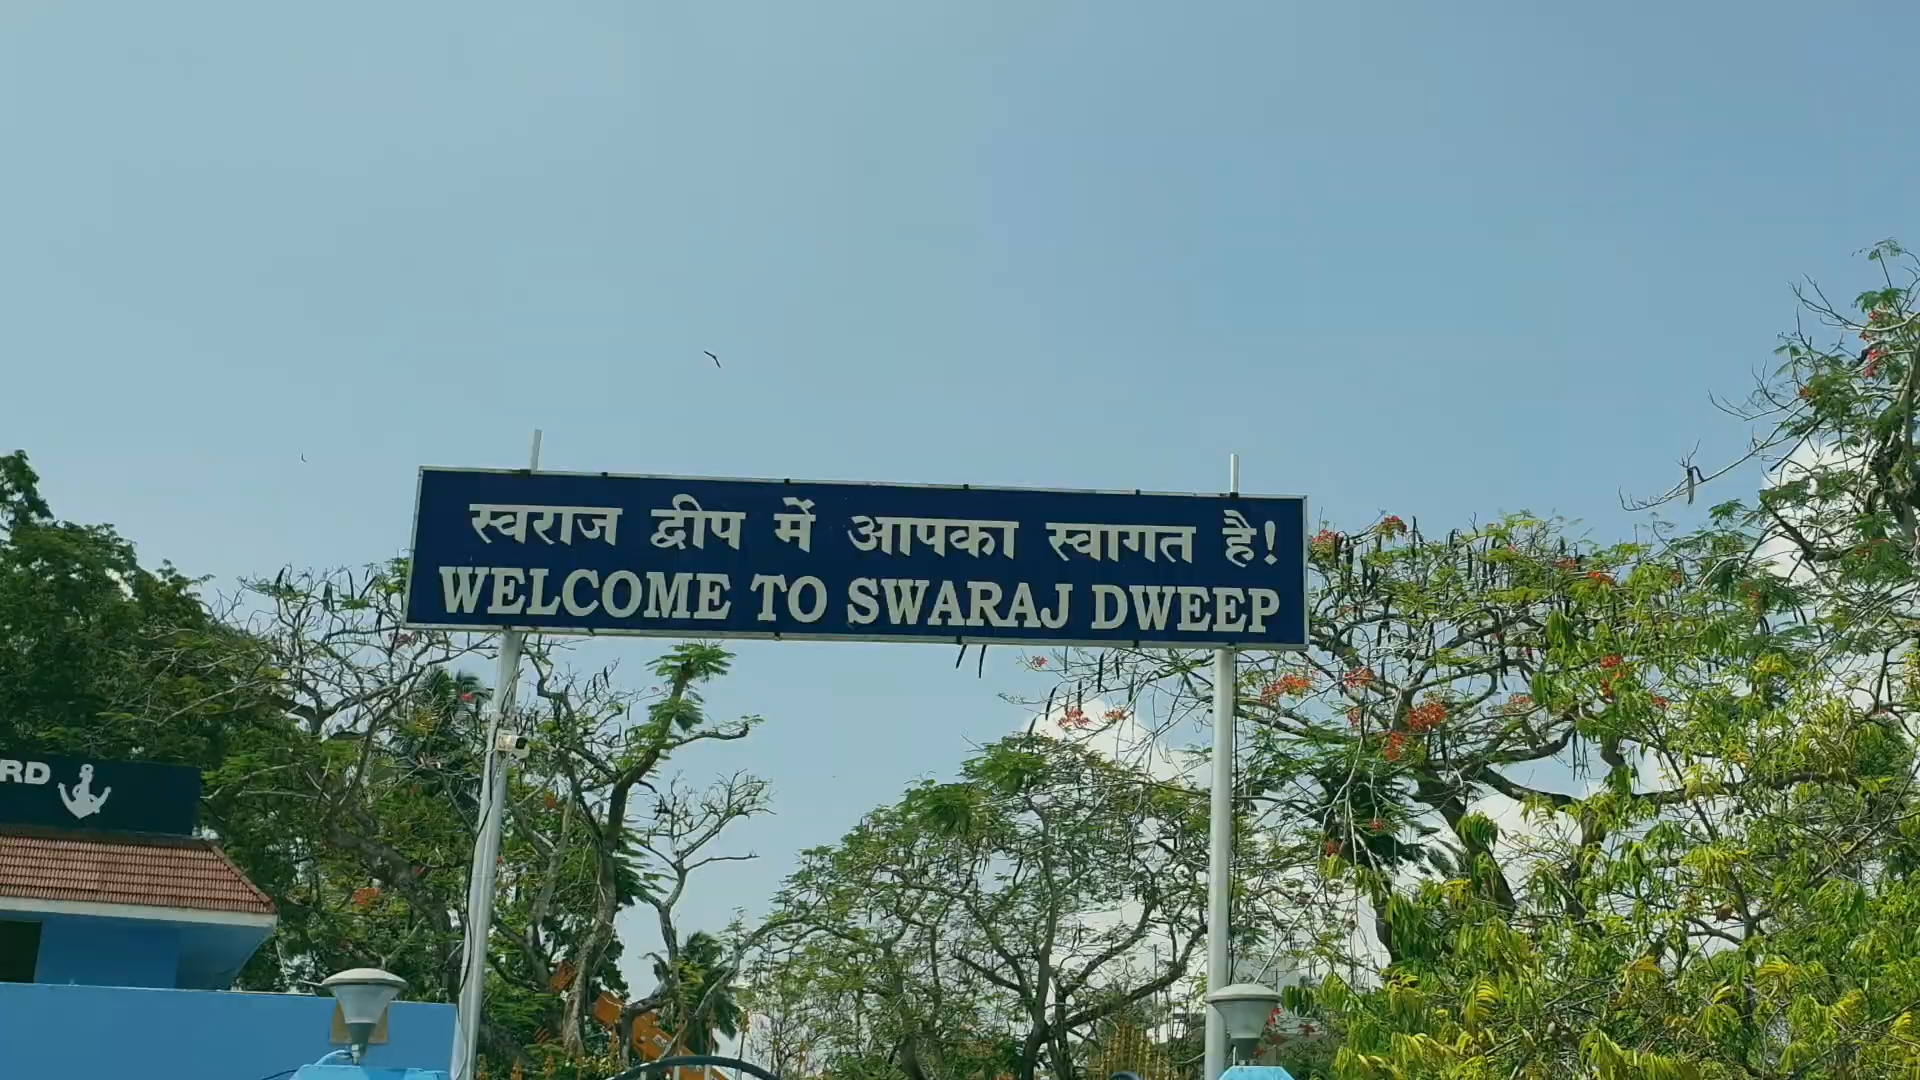 स्वराज द्वीप में आपका स्वागत है!
WELCOME TO SWARAJ DWEEP
RD